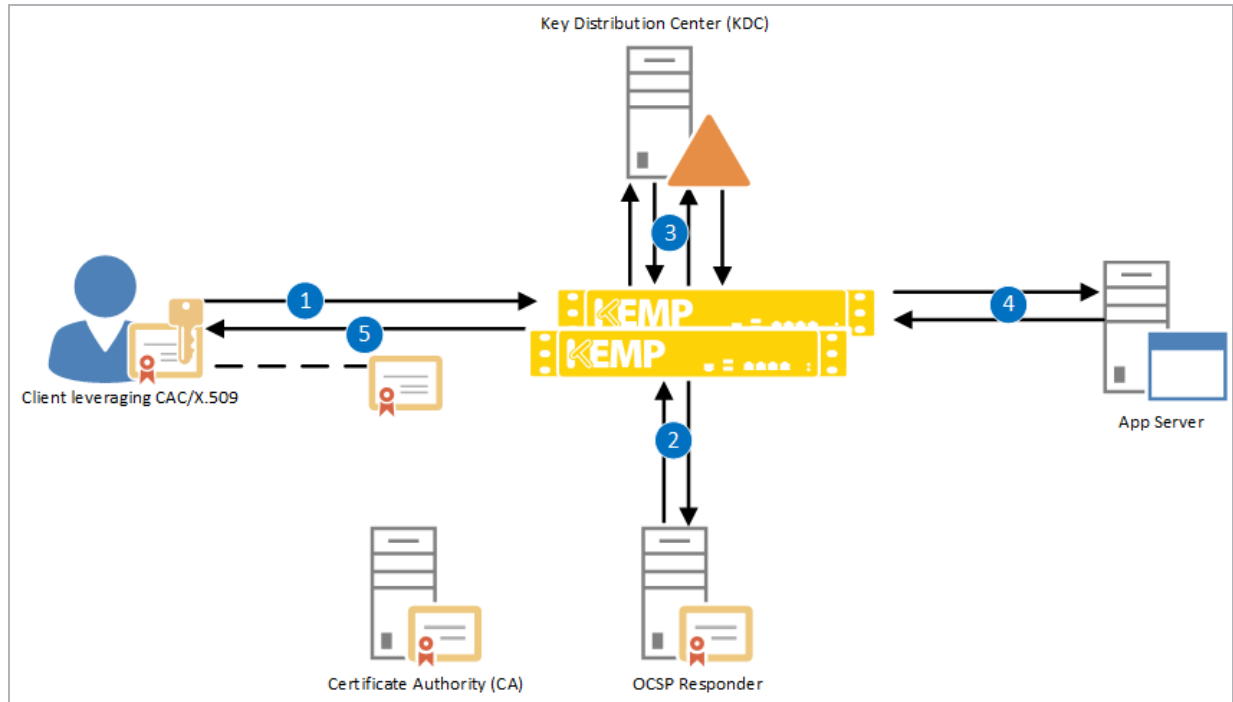 Key Distribution Center (KDC)
3
1
KEMP
4
5
KEMP
Client leveraging CAC/X.509
App Server
2
Certificate Authority (CA)
OCSP Responder